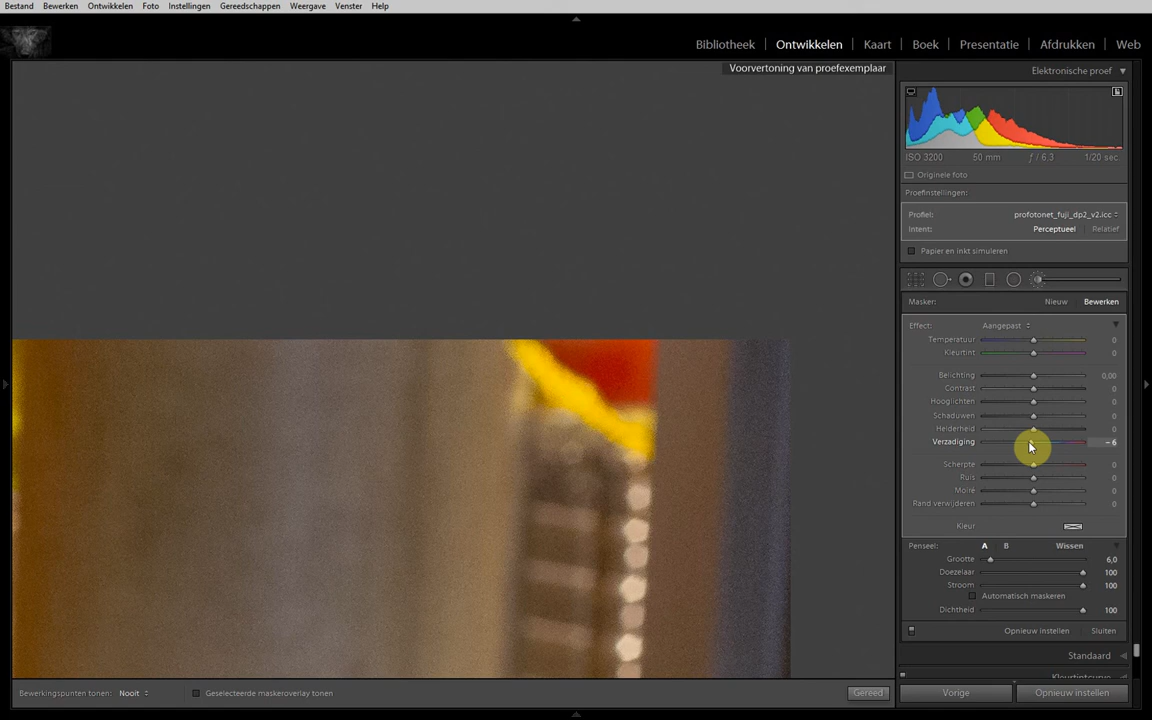 Bestand Bewerken Ontwikkelen Foto Instellingen Gereedschappen Weergave Venster Help
Bibliotheek Ontwikkelen Kaart Boek Presentatie Afdrukken Web
Voorvertoning van proefexemplaar
Elektronische proef
ISO 3200 50 mm ƒ / 6,3 1/20 sec.
Originele foto
Proefinstellingen:
Profiel: profotonet_fuji_dp2_v2.icc
Intent: Perceptueel Relatief
Papier en inkt simuleren
Masker: Nieuw Bewerken
Effect: Aangepast
Temperatuur 0
Kleurtint 0
Belichting 0,00
Contrast 0
Hooglichten 0
Schaduwen 0
Helderheid 0
Verzadiging – 6
Scherpte 0
Ruis 0
Moiré 0
Rand verwijderen 0
Kleur
Penseel: A B Wissen
Grootte 6,0
Doezelaar 100
Stroom 100
Automatisch maskeren
Dichtheid 100
Opnieuw instellen Sluiten
Standaard
Kleurtintcurve
Bewerkingspunten tonen: Nooit Geselecteerde maskeroverlay tonen Gereed
Vorige Opnieuw instellen